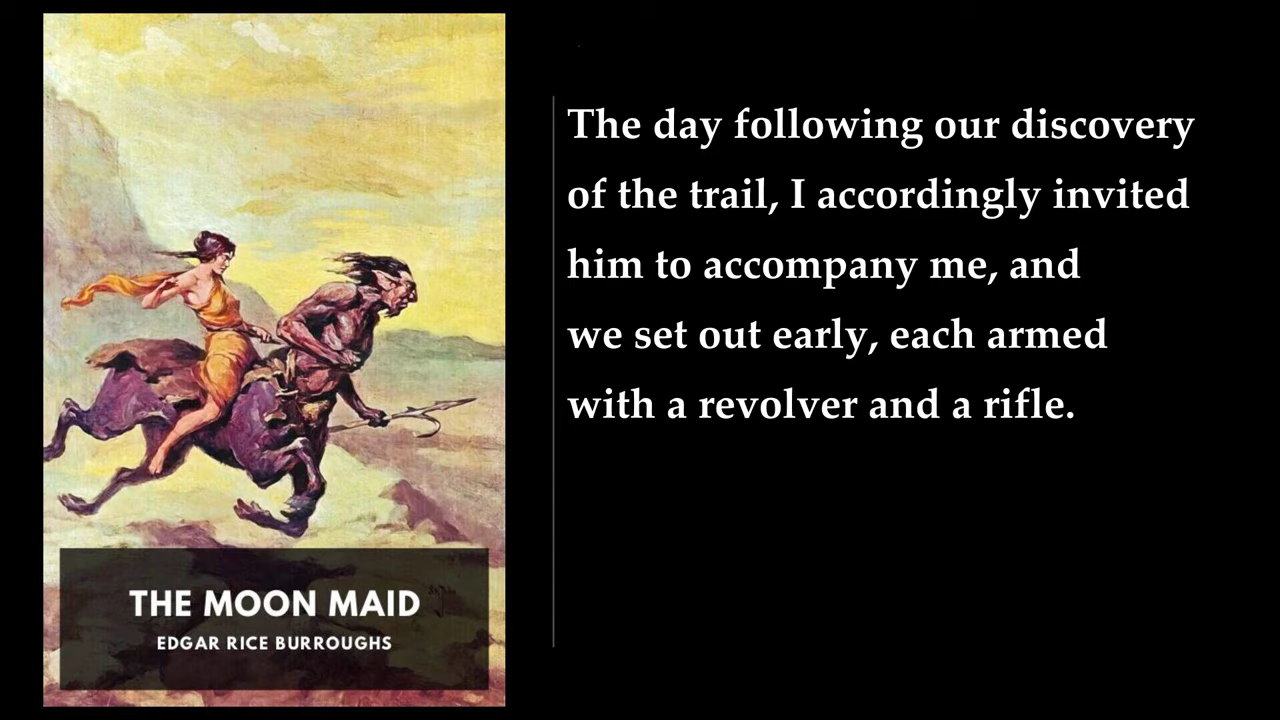 THE MOON MAID
EDGAR RICE BURROUGHS
The day following our discovery
of the trail, I accordingly invited
him to accompany me, and
we set out early, each armed
with a revolver and a rifle.